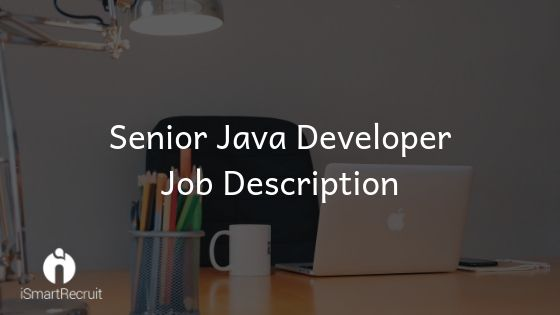 Senior Java Developer
Job Description
iSmartRecruit